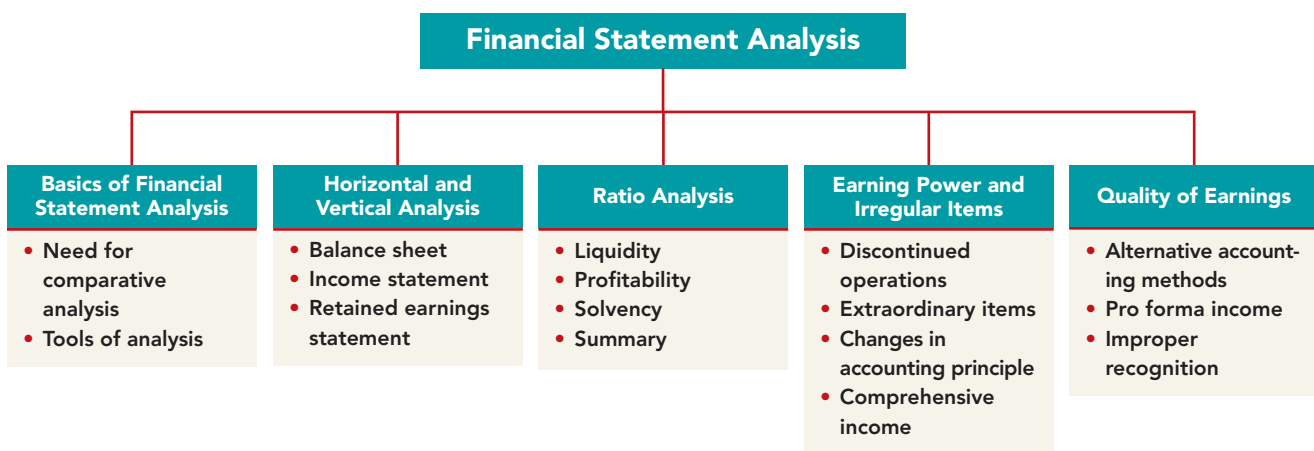 Financial Statement Analysis
Basics of Financial
Statement Analysis
• Need for
comparative
analysis
• Tools of analysis
Horizontal and
Vertical Analysis
• Balance sheet
• Income statement
• Retained earnings
statement
Ratio Analysis
• Liquidity
• Profitability
• Solvency
• Summary
Earning Power and
Irregular Items
• Discontinued
operations
• Extraordinary items
• Changes in
accounting principle
• Comprehensive
income
Quality of Earnings
• Alternative account-
ing methods
• Pro forma income
• Improper
recognition